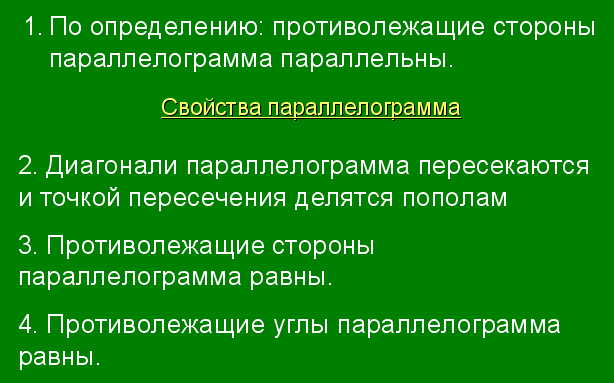 1. По определению: противолежащие стороны
параллелограмма параллельны.
Свойства параллелограмма
2. Диагонали параллелограмма пересекаются
и точкой пересечения делятся пополам
3. Противолежащие стороны
параллелограмма равны.
4. Противолежащие углы параллелограмма
равны.